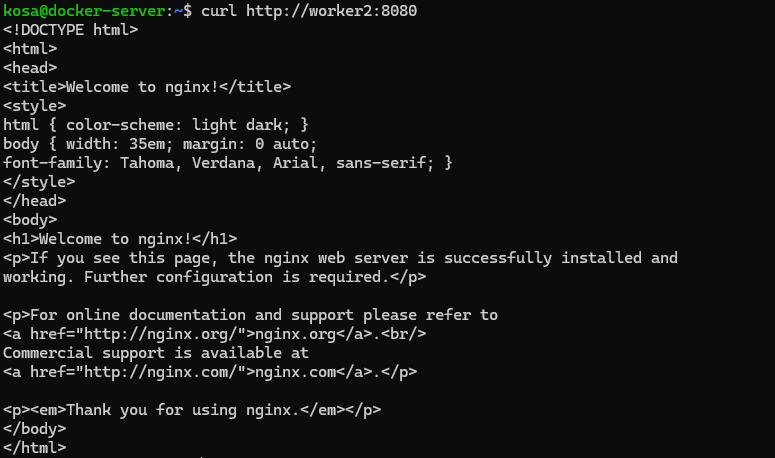 kosa@docker-server:~$ curl http://worker2:8080
<!DOCTYPE html>
<html>
<head>
<title>Welcome to nginx!</title>
<style>
html { color-scheme: light dark; }
body { width: 35em; margin: 0 auto;
font-family: Tahoma, Verdana, Arial, sans-serif; }
</style>
</head>
<body>
<h1>Welcome to nginx!</h1>
<p>If you see this page, the nginx web server is successfully installed and
working. Further configuration is required.</p>

<p>For online documentation and support please refer to
<a href="http://nginx.org/">nginx.org</a>.<br/>
Commercial support is available at
<a href="http://nginx.com/">nginx.com</a>.</p>

<p><em>Thank you for using nginx.</em></p>
</body>
</html>